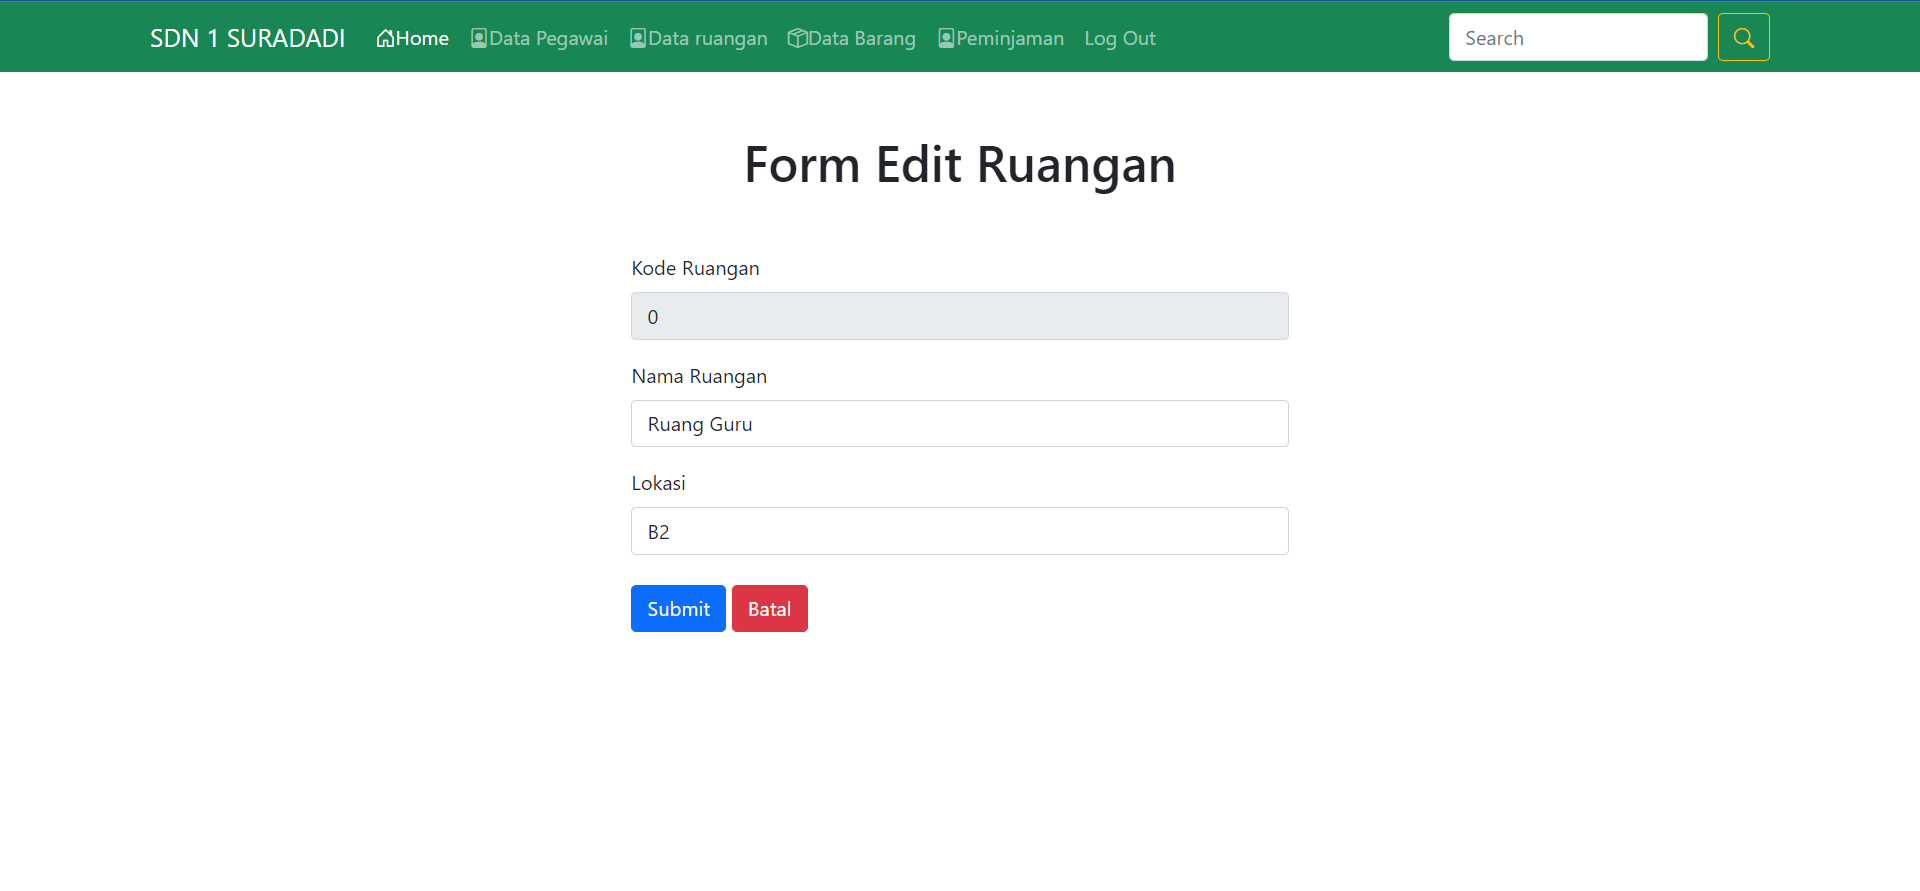 SDN 1 SURADADI Home Data Pegawai Data ruangan Data Barang Peminjaman Log Out Search
Form Edit Ruangan
Kode Ruangan
0
Nama Ruangan
Ruang Guru
Lokasi
B2
Submit Batal